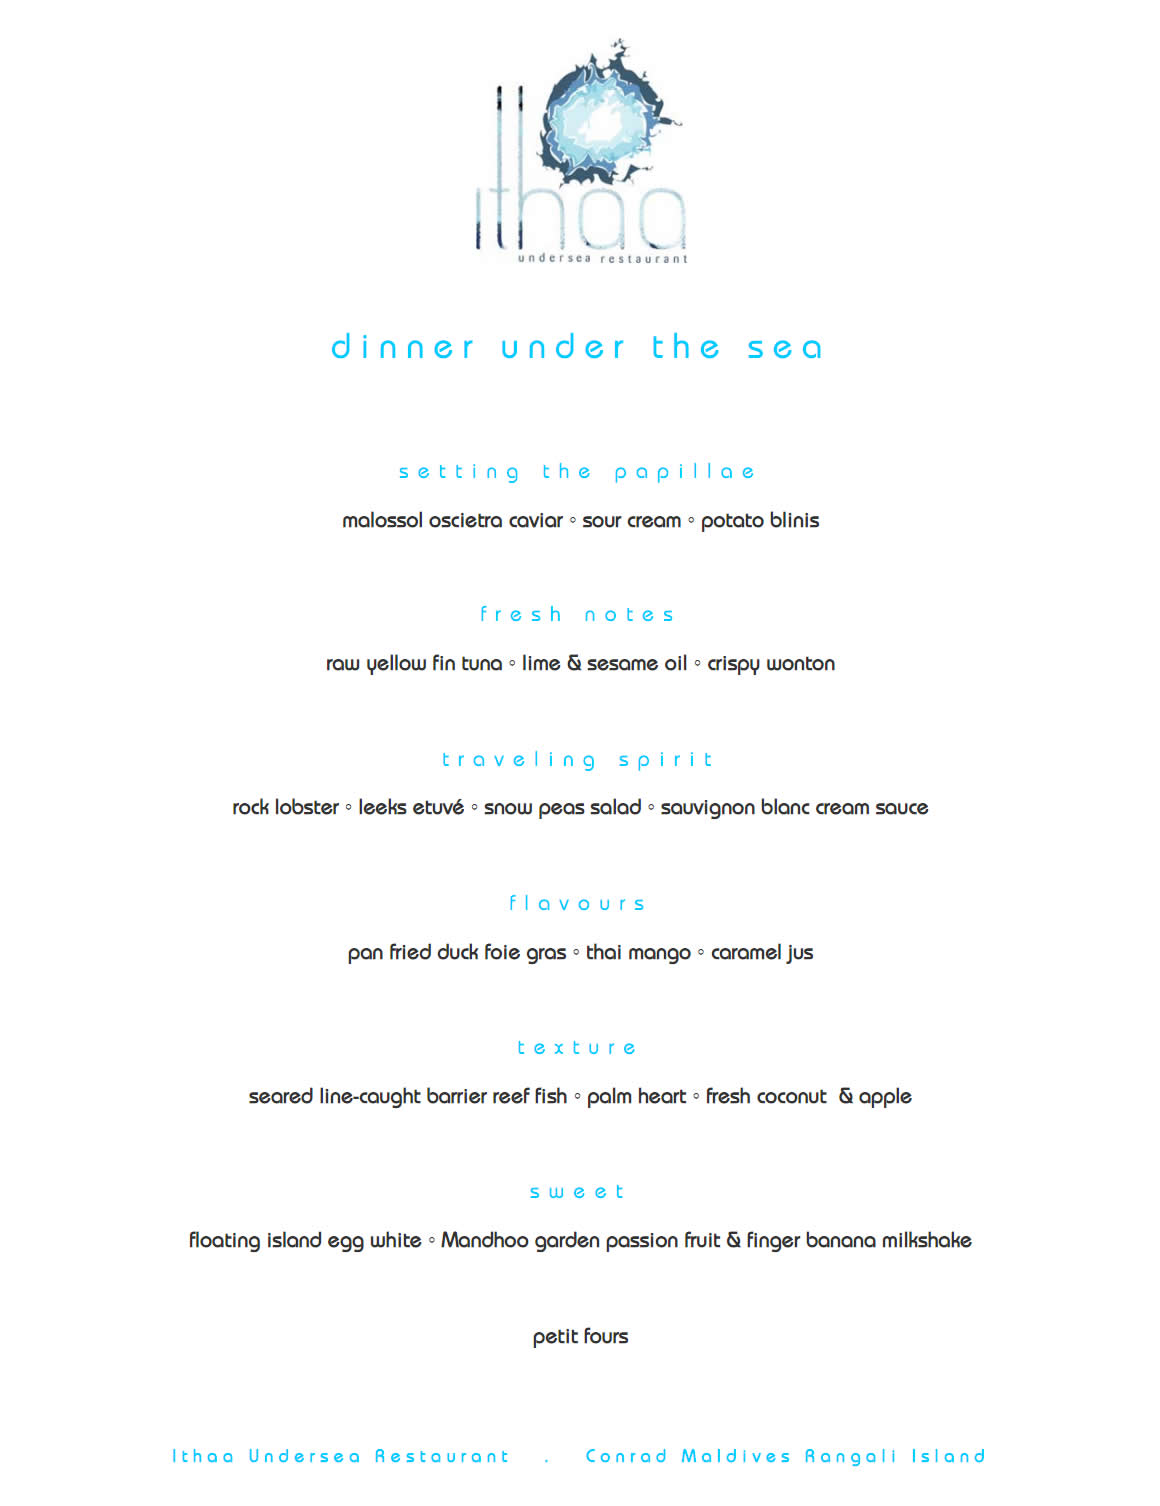 ithaa
undersea restaurant
dinner under the sea
setting the papillae
malossol oscietra caviar ◦ sour cream ◦ potato blinis
fresh notes
raw yellow fin tuna ◦ lime & sesame oil ◦ crispy wonton
traveling spirit
rock lobster ◦ leeks etuvé ◦ snow peas salad ◦ sauvignon blanc cream sauce
flavours
pan fried duck foie gras ◦ thai mango ◦ caramel jus
texture
seared line-caught barrier reef fish ◦ palm heart ◦ fresh coconut & apple
sweet
floating island egg white ◦ Mandhoo garden passion fruit & finger banana milkshake
petit fours
Ithaa Undersea Restaurant . Conrad Maldives Rangali Island